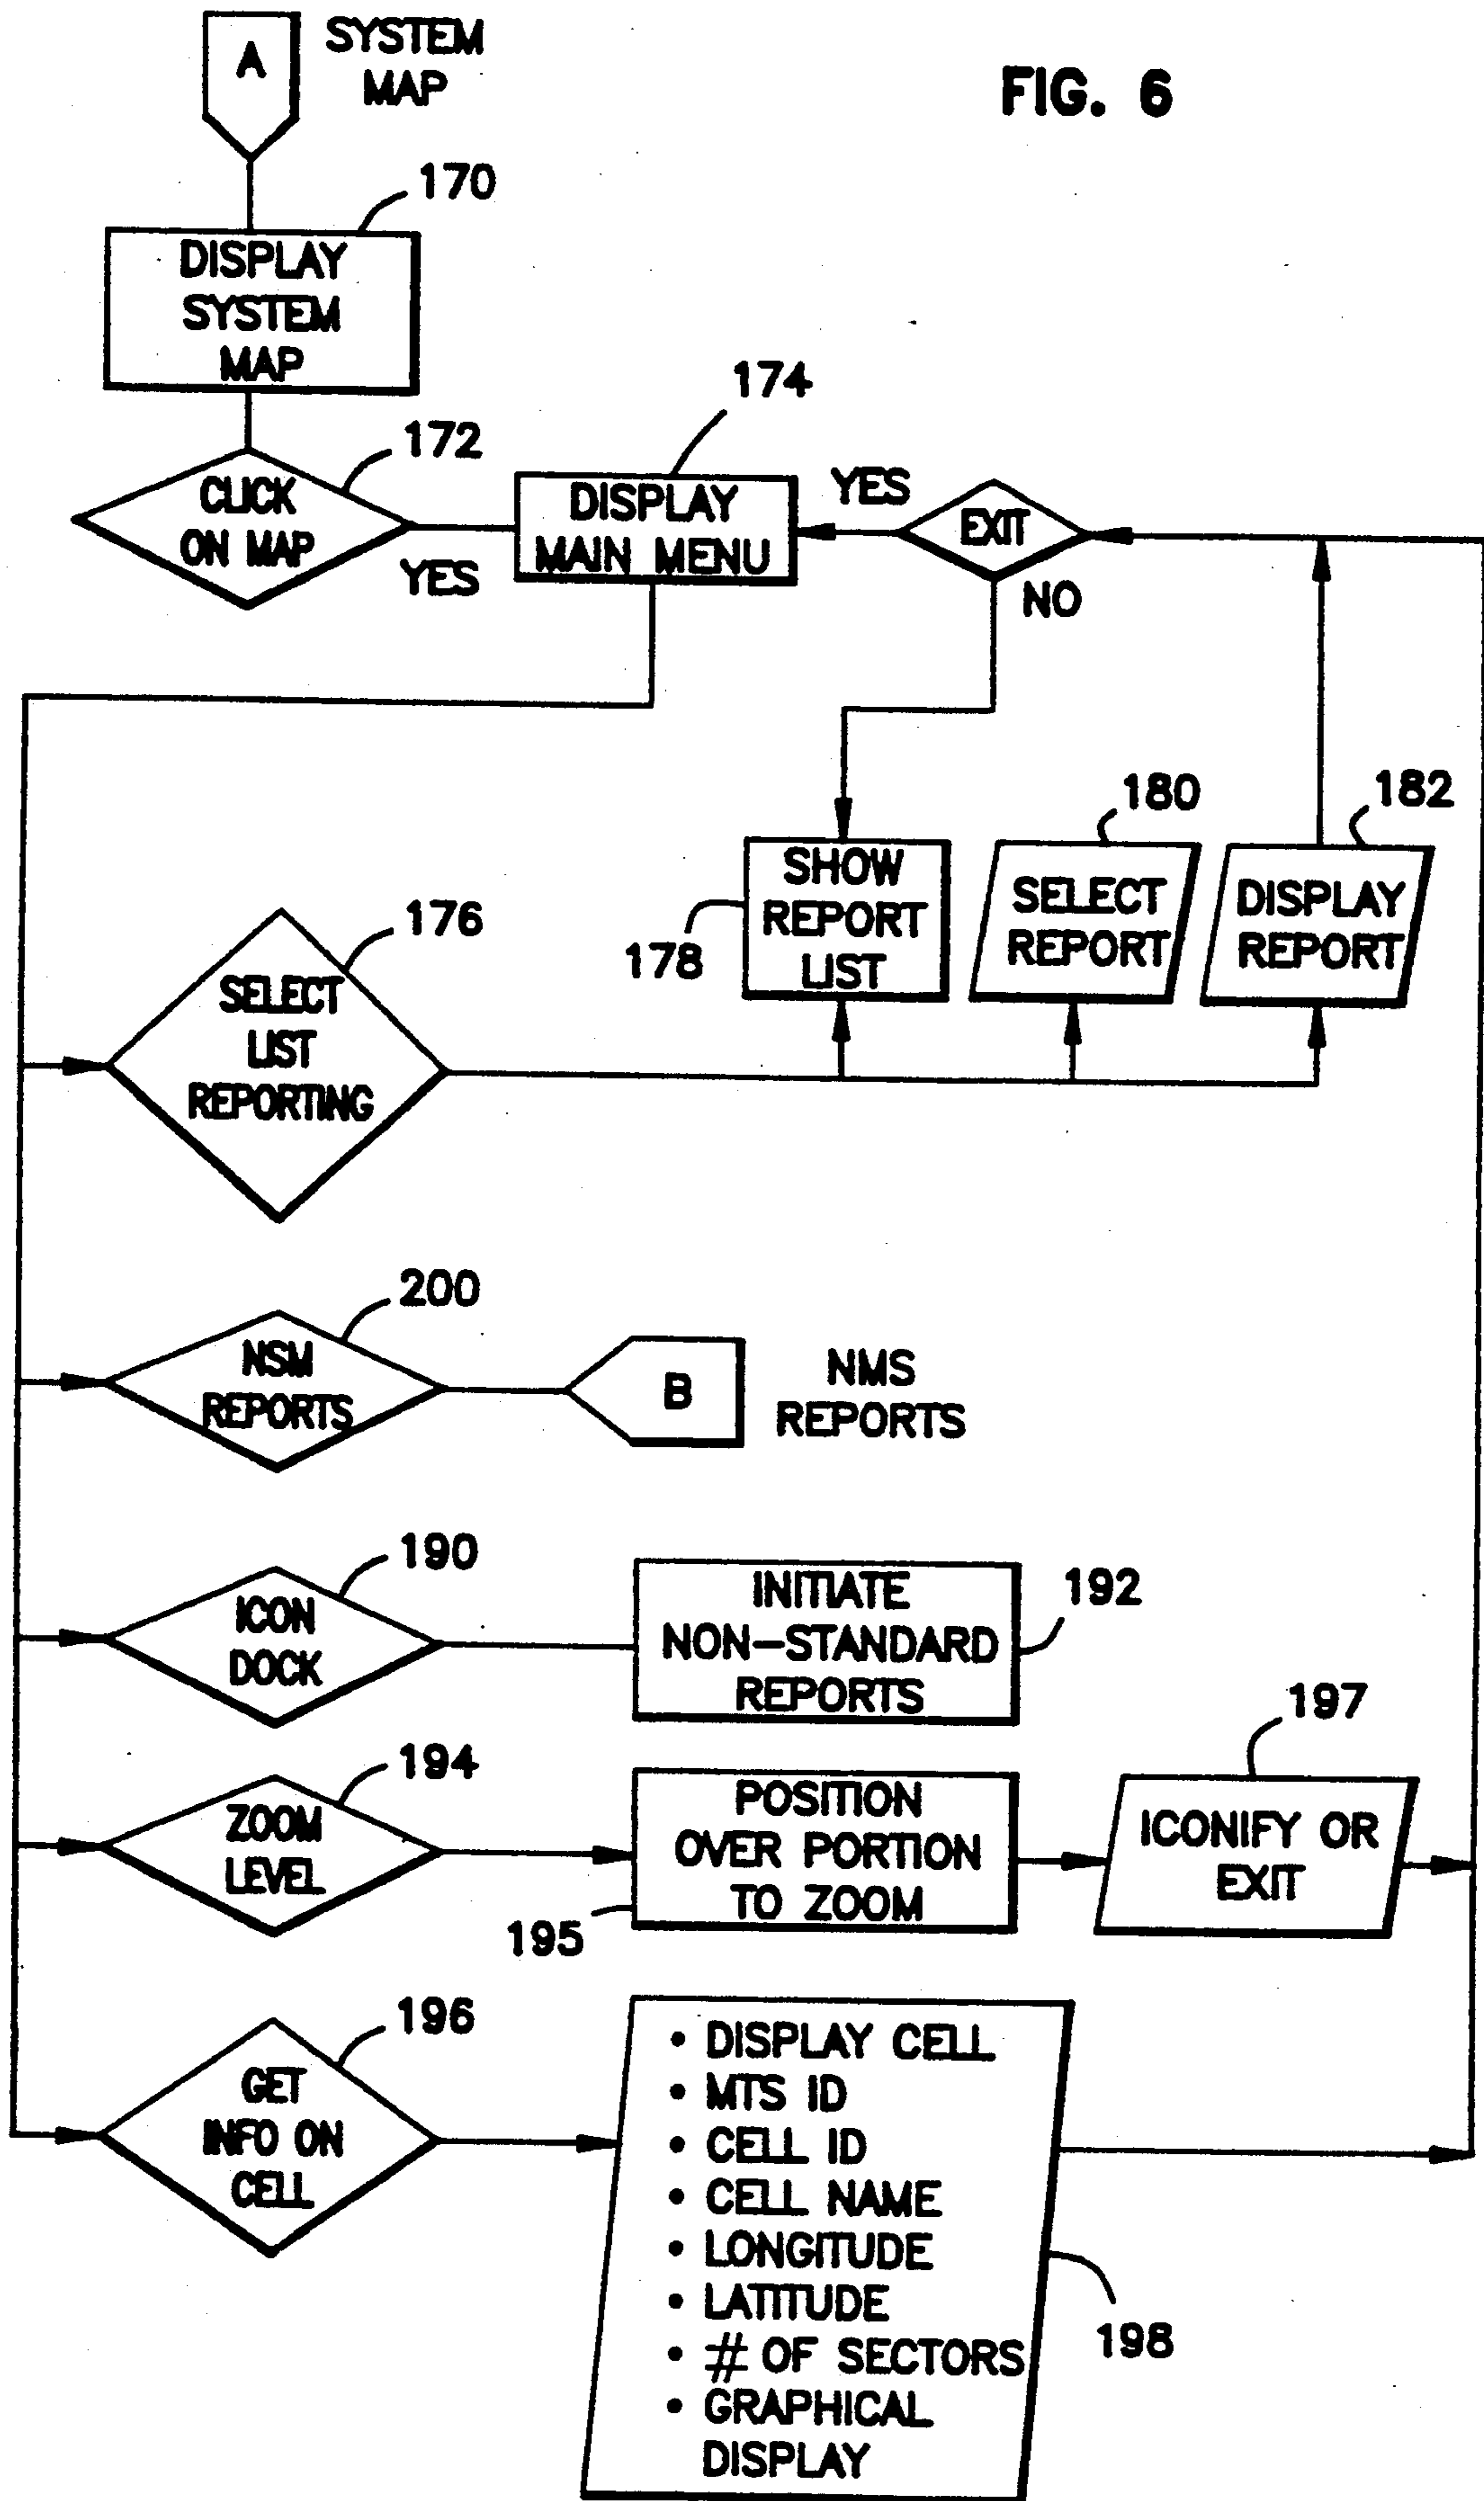 A
SYSTEM
MAP
FIG. 6
170
DISPLAY
SYSTEM
MAP
172
CLICK
ON MAP
YES
174
DISPLAY
MAIN MENU
YES
EXIT
NO
176
SELECT
LIST
REPORTING
178
SHOW
REPORT
LIST
180
SELECT
REPORT
182
DISPLAY
REPORT
200
NSM
REPORTS
B
NMS
REPORTS
190
ICON
DOCK
INITIATE
NON-STANDARD
REPORTS
192
194
ZOOM
LEVEL
POSITION
OVER PORTION
TO ZOOM
195
197
ICONIFY OR
EXIT
196
GET
INFO ON
CELL
• DISPLAY CELL
• MTS ID
• CELL ID
• CELL NAME
• LONGITUDE
• LATITUDE
• # OF SECTORS
• GRAPHICAL
DISPLAY
198